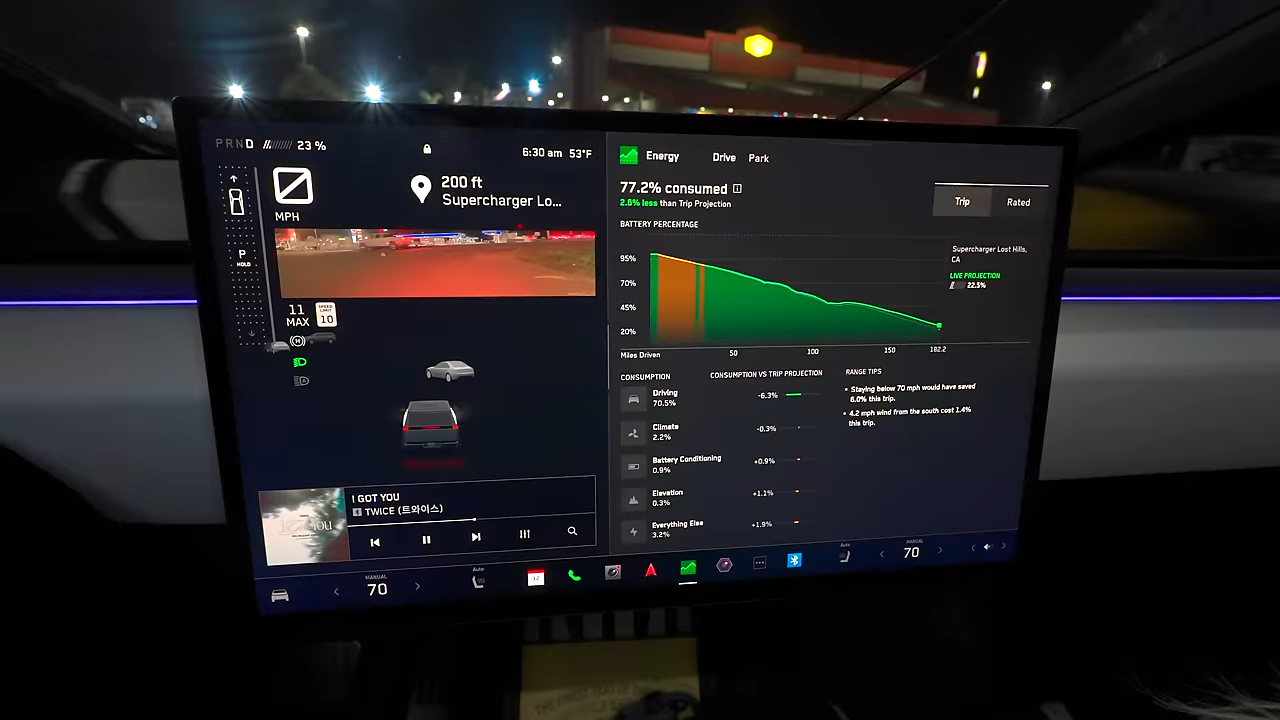 PRND
23 %
6:30 am 53°F
0
MPH
200 ft
Supercharger Lo...
P
HOLD
11
MAX
SPEED
LIMIT
10
I GOT YOU
E TWICE (트와이스)
MANUAL
70
Auto
12
Energy
Drive
Park
77.2% consumed
2.6% less than Trip Projection
Trip
Rated
BATTERY PERCENTAGE
95%
70%
45%
20%
Supercharger Lost Hills,
CA
LIVE PROJECTION
22.5%
Miles Driven
50
100
150
182.2
CONSUMPTION
CONSUMPTION VS TRIP PROJECTION
Driving
70.5%
-6.3%
Climate
2.2%
-0.3%
Battery Conditioning
0.9%
+0.9%
Elevation
0.3%
+1.1%
Everything Else
3.2%
+1.9%
RANGE TIPS
• Staying below 70 mph would have saved
6.0% this trip.
• 4.2 mph wind from the south cost 1.4%
this trip.
Auto
MANUAL
70